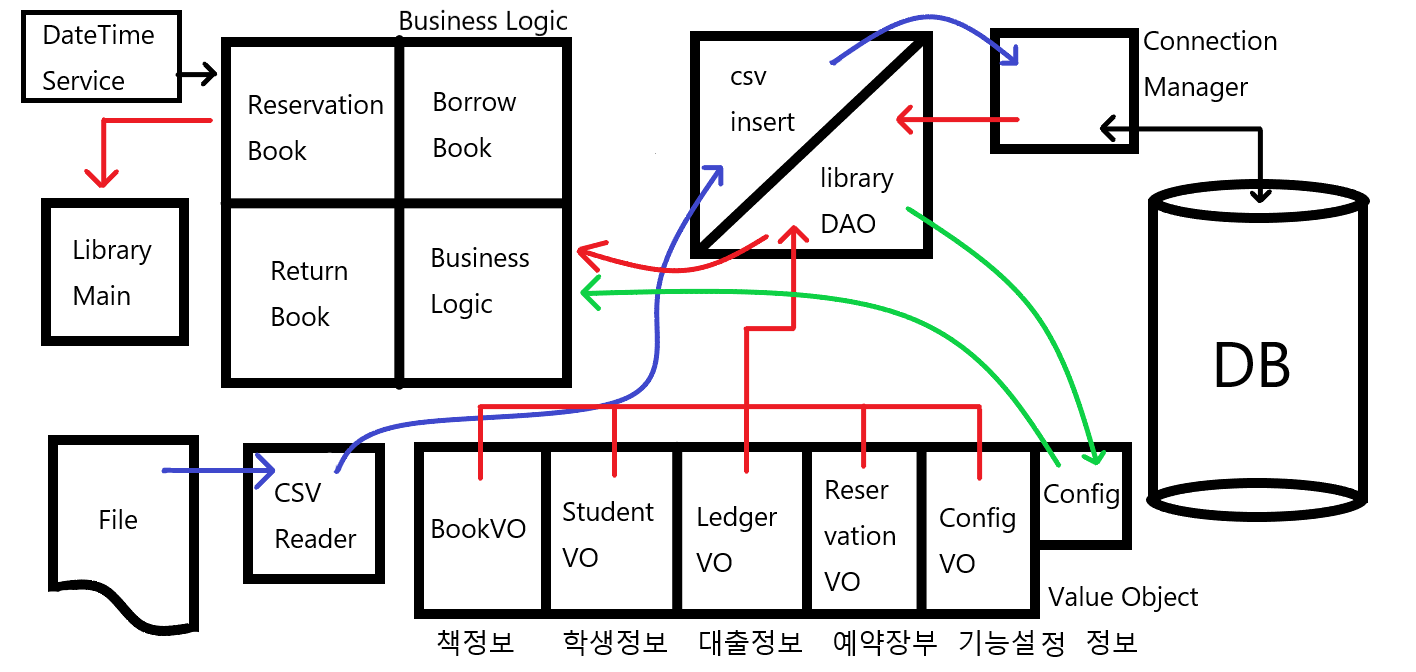 DateTime
Service
Business Logic
Reservation
Book
Borrow
Book
Return
Book
Business
Logic
Library
Main
csv
insert
library
DAO
Connection
Manager
DB
File
CSV
Reader
BookVO
Student
VO
Ledger
VO
Reser
vation
VO
Config
VO
Config
Value Object
책정보
학생정보
대출정보
예약장부
기능설정
정보